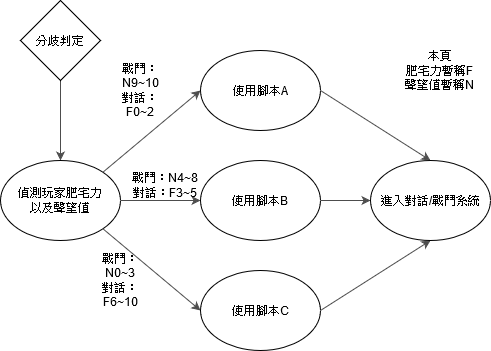 分歧判定
戰鬥：
N9~10
對話：
F0~2
使用腳本A
本頁
肥宅力暫稱F
聲望值暫稱N
偵測玩家肥宅力
以及聲望值
戰鬥：N4~8
對話：F3~5
使用腳本B
進入對話/戰鬥系統
戰鬥：
N0~3
對話：
F6~10
使用腳本C